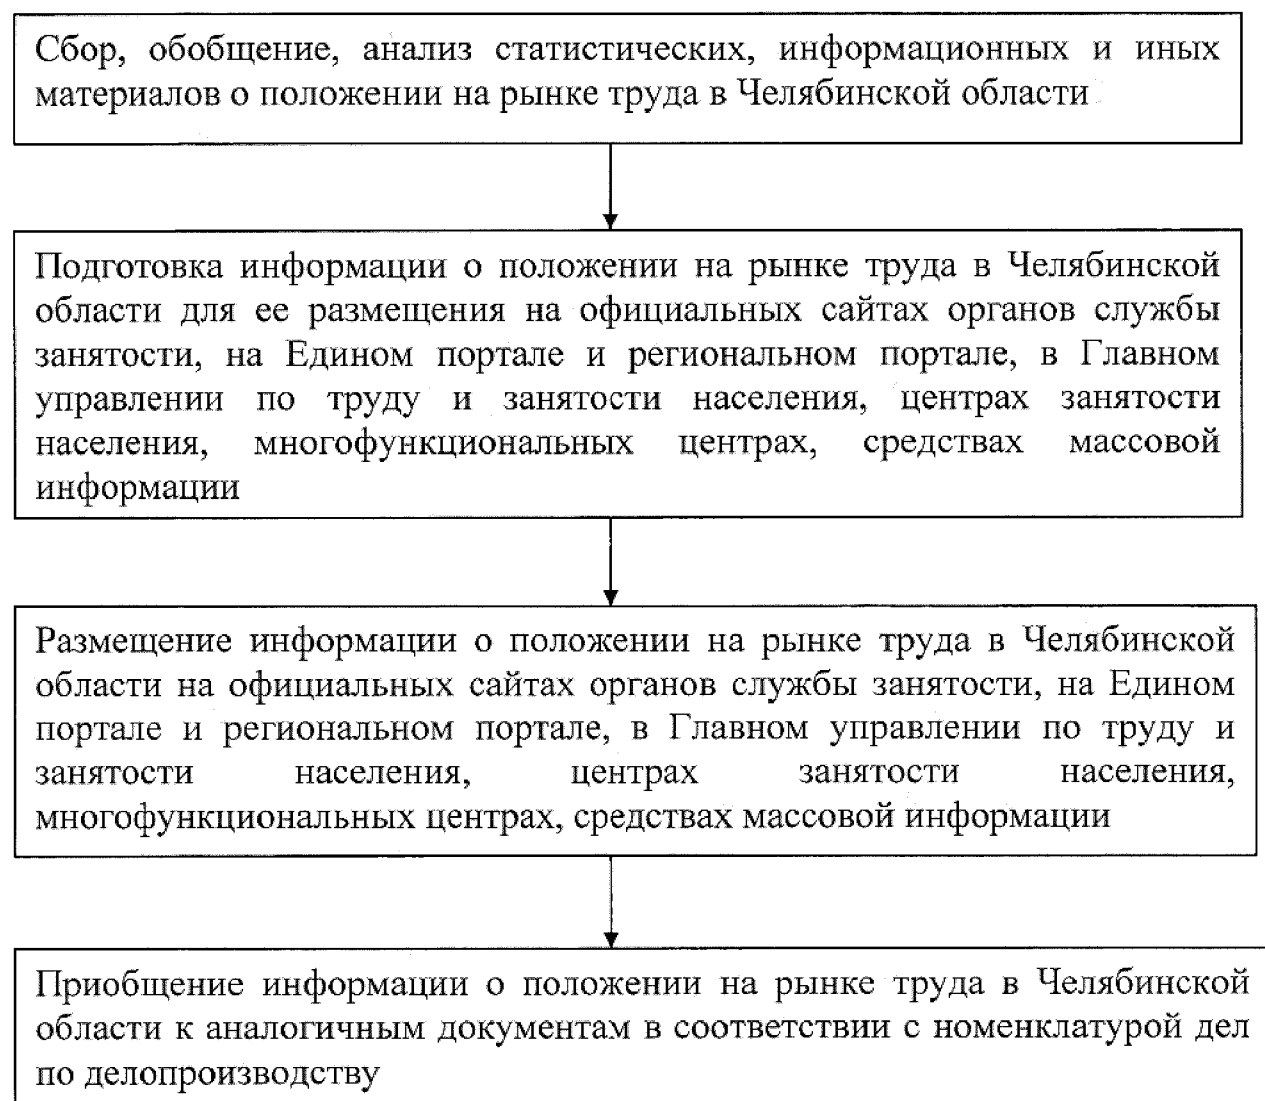 Сбор, обобщение, анализ статистических, информационных и иных
материалов о положении на рынке труда в Челябинской области
Подготовка информации о положении на рынке труда в Челябинской
области для ее размещения на официальных сайтах органов службы
занятости, на Едином портале и региональном портале, в Главном
управлении по труду и занятости населения, центрах занятости
населения, многофункциональных центрах, средствах массовой
информации
Размещение информации о положении на рынке труда в Челябинской
области на официальных сайтах органов службы занятости, на Едином
портале и региональном портале, в Главном управлении по труду и
занятости населения, центрах занятости населения,
многофункциональных центрах, средствах массовой информации
Приобщение информации о положении на рынке труда в Челябинской
области к аналогичным документам в соответствии с номенклатурой дел
по делопроизводству